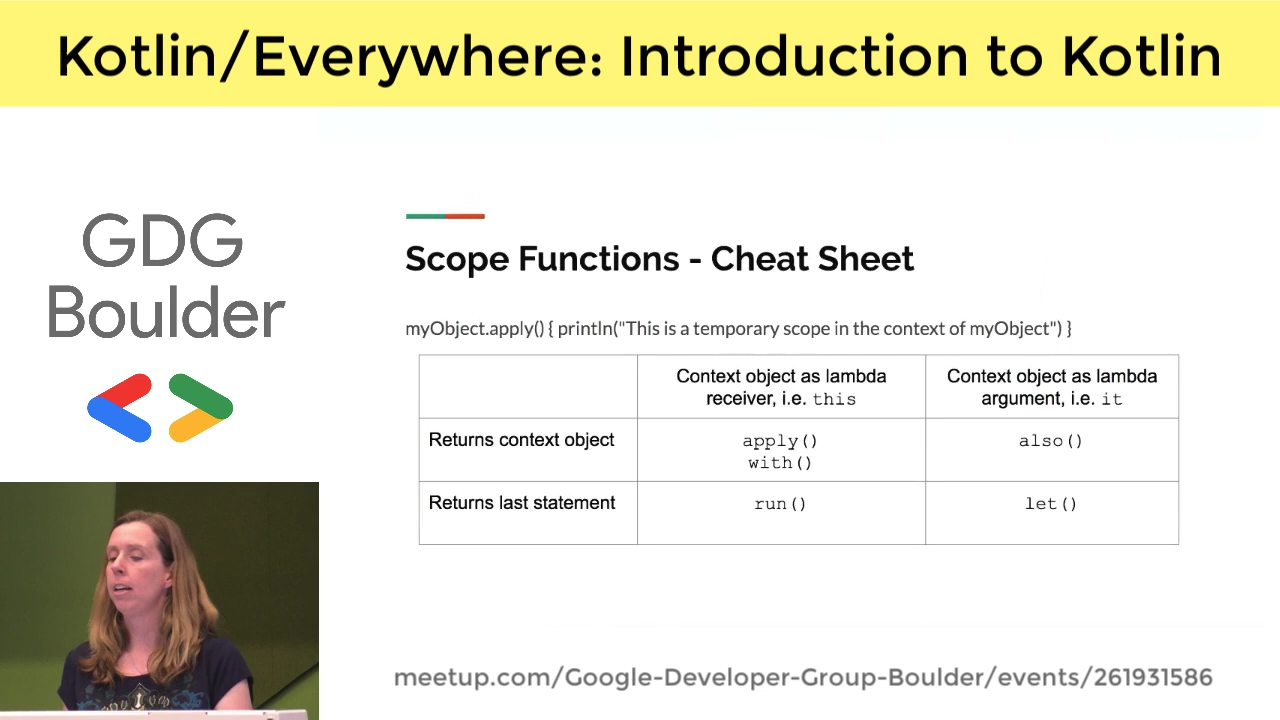 Kotlin/Everywhere: Introduction to Kotlin
GDG
Boulder
Scope Functions - Cheat Sheet
myObject.apply() { println("This is a temporary scope in the context of myObject") }
Context object as lambda
receiver, i.e. this
Context object as lambda
argument, i.e. it
Returns context object
apply()
with()
also()
Returns last statement
run()
let()
meetup.com/Google-Developer-Group-Boulder/events/261931586